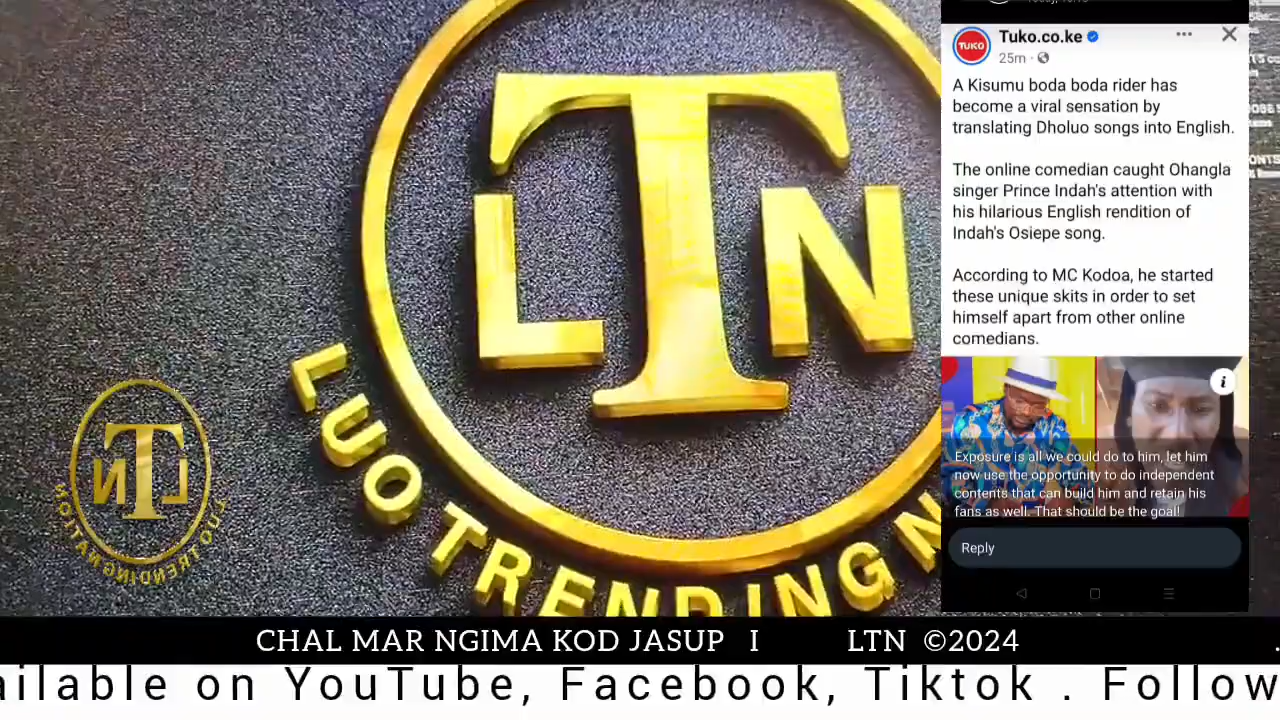 LTN
LUO TRENDING N
LTN
LUO TRENDING NATION
Tuko.co.ke
25m
TUKO
A Kisumu boda boda rider has
become a viral sensation by
translating Dholuo songs into English.
The online comedian caught Ohangla
singer Prince Indah's attention with
his hilarious English rendition of
Indah's Osiepe song.
According to MC Kodoa, he started
these unique skits in order to set
himself apart from other online
comedians.
Exposure is all we could do to him, let him
now use the opportunity to do independent
contents that can build him and retain his
fans as well. That should be the goal!
Reply
CHAL MAR NGIMA KOD JASUP I LTN ©2024
ailable on YouTube, Facebook, Tiktok . Follow